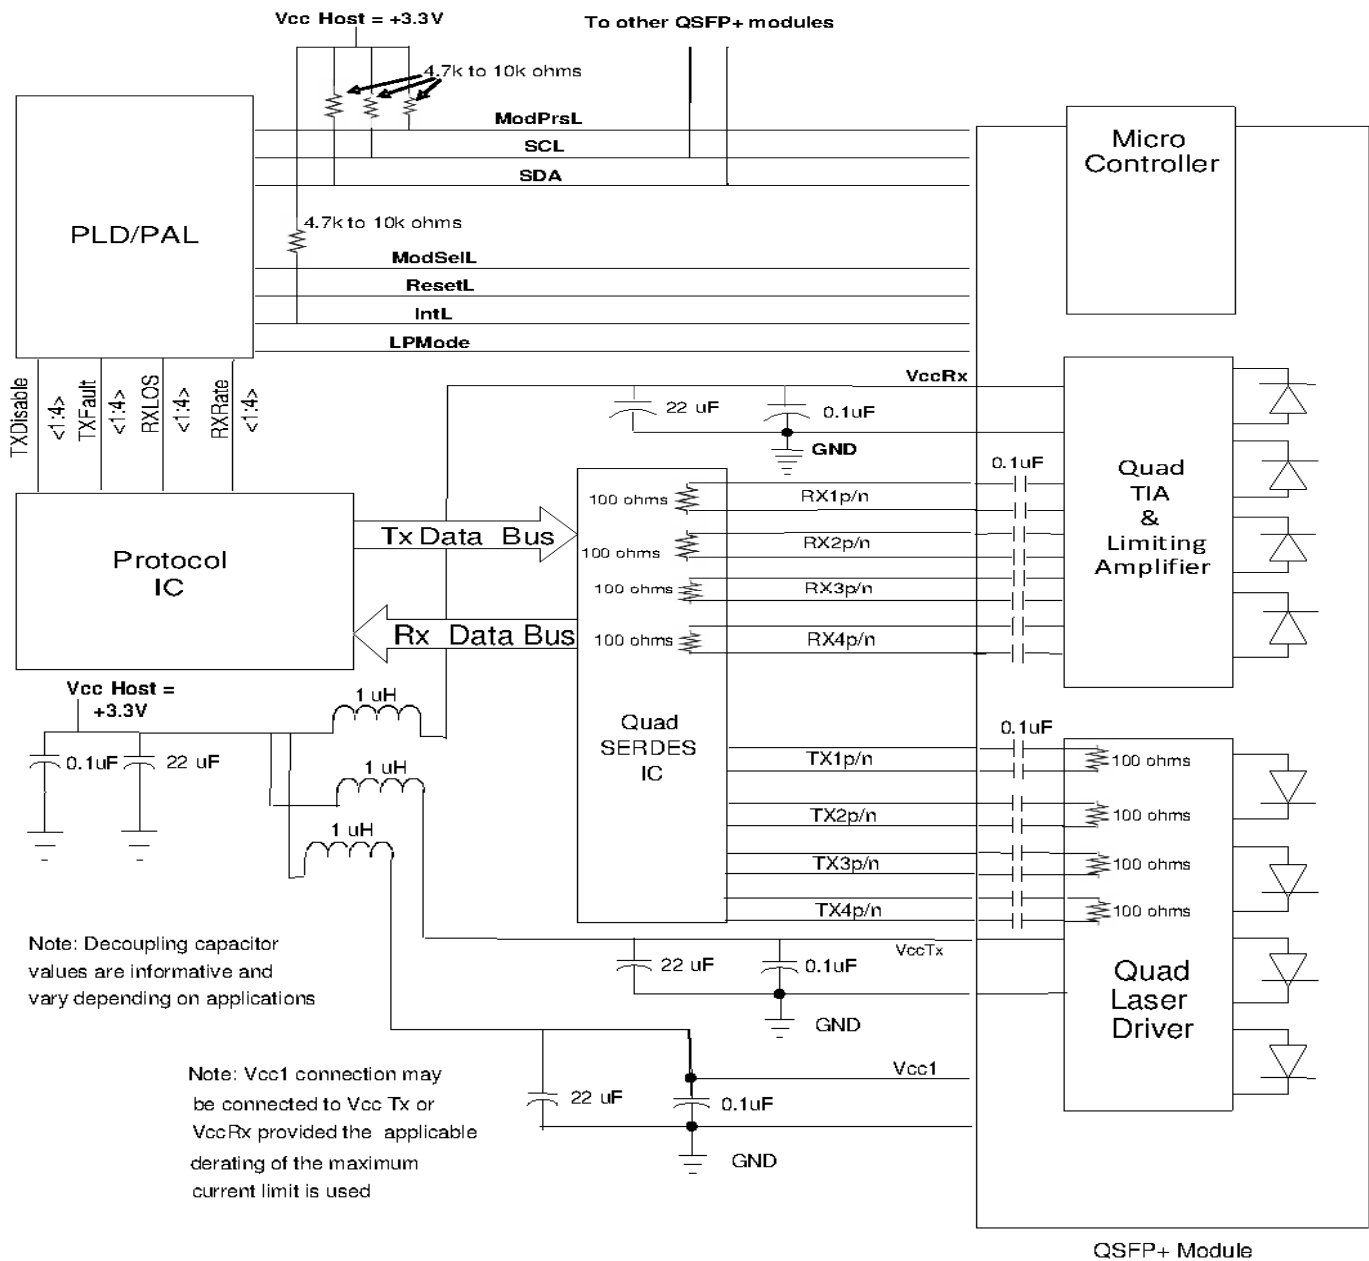 Vcc Host = +3.3V
To other QSFP+ modules
4.7k to 10k ohms
ModPrsL
SCL
SDA
Micro
Controller
PLD/PAL
4.7k to 10k ohms
ModSelL
ResetL
IntL
LPMode
TXDisable
<1:4>
TXFault
<1:4>
RXLOS
<1:4>
RXRate
<1:4>
VccRx
22 uF
0.1uF
GND
0.1uF
Quad
TIA
&
Limiting
Amplifier
100 ohms
RX1p/n
100 ohms
RX2p/n
100 ohms
RX3p/n
100 ohms
RX4p/n
Tx Data Bus
Protocol
IC
Rx Data Bus
Vcc Host =
+3.3V
0.1uF
22 uF
1 uH
1 uH
1 uH
Quad
SERDES
IC
0.1uF
TX1p/n
100 ohms
TX2p/n
100 ohms
TX3p/n
100 ohms
TX4p/n
100 ohms
VccTx
22 uF
0.1uF
GND
Quad
Laser
Driver
Note: Decoupling capacitor
values are informative and
vary depending on applications
Vcc1
22 uF
0.1uF
GND
Note: Vcc1 connection may
be connected to Vcc Tx or
VccRx provided the applicable
derating of the maximum
current limit is used
QSFP+ Module